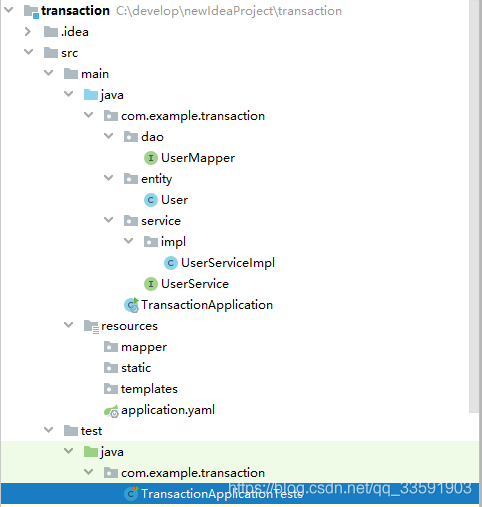 transaction C:\develop\newIdeaProject\transaction
.idea
src
main
java
com.example.transaction
dao
I UserMapper
entity
C User
service
impl
C UserServiceImpl
I UserService
TransactionApplication
resources
mapper
static
templates
application.yaml
test
java
com.example.transaction
TransactionApplicationTests
https://blog.csdn.net/qq_33591903